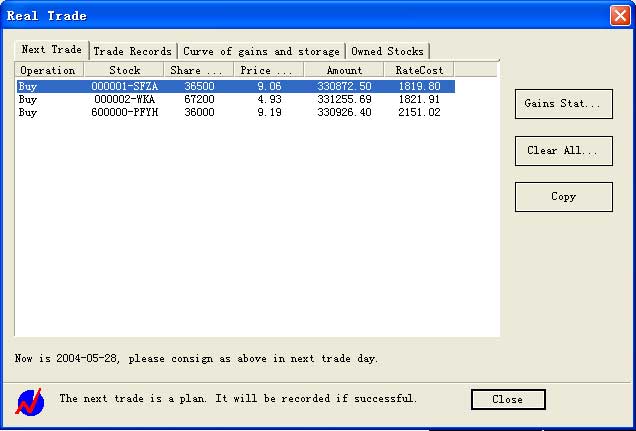 Real Trade
Next Trade Trade Records Curve of gains and storage Owned Stocks
Operation Stock Share ... Price ... Amount RateCost
Buy 000001-SFZA 36500 9.06 330872.50 1819.80
Buy 000002-WKA 67200 4.93 331255.69 1821.91
Buy 600000-PFYH 36000 9.19 330926.40 2151.02
Gains Stat...
Clear All...
Copy
Now is 2004-05-28, please consign as above in next trade day.
The next trade is a plan. It will be recorded if successful.
Close